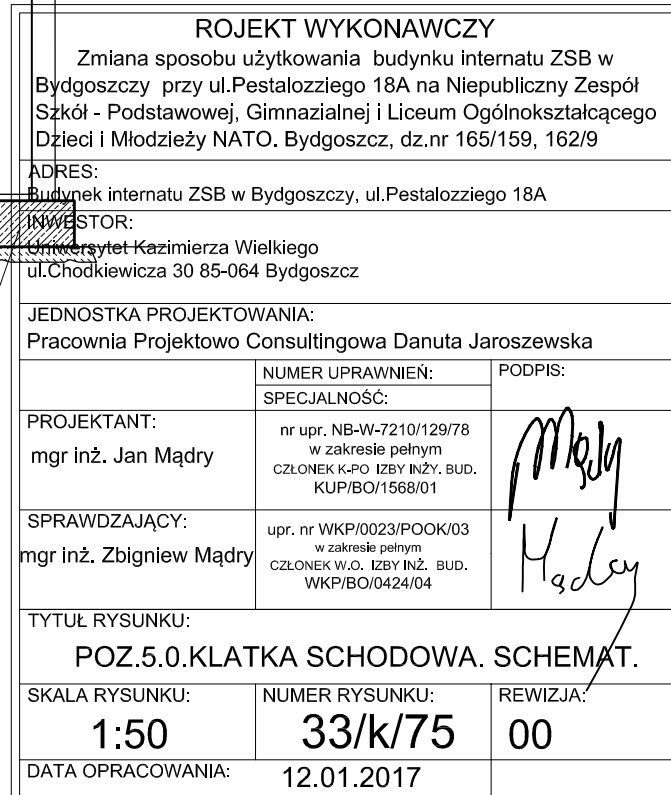 ROJEKT WYKONAWCZY
Zmiana sposobu użytkowania budynku internatu ZSB w
Bydgoszczy przy ul.Pestalozziego 18A na Niepubliczny Zespół
Szkół - Podstawowej, Gimnazialnej i Liceum Ogólnokształcącego
Dzieci i Młodzieży NATO. Bydgoszcz, dz.nr 165/159, 162/9
ADRES:
Budynek internatu ZSB w Bydgoszczy, ul.Pestalozziego 18A
INWESTOR:
Uniwersytet Kazimierza Wielkiego
ul.Chodkiewicza 30 85-064 Bydgoszcz
JEDNOSTKA PROJEKTOWANIA:
Pracownia Projektowo Consultingowa Danuta Jaroszewska
NUMER UPRAWNIEŃ:
SPECJALNOŚĆ:
PODPIS:
PROJEKTANT:
mgr inż. Jan Mądry
nr upr. NB-W-7210/129/78
w zakresie pełnym
CZŁONEK K-PO IZBY INŻY. BUD.
KUP/BO/1568/01
Mądry
SPRAWDZAJĄCY:
mgr inż. Zbigniew Mądry
upr. nr WKP/0023/POOK/03
w zakresie pełnym
CZŁONEK W.O. IZBY INŻ. BUD.
WKP/BO/0424/04
Mądry
TYTUŁ RYSUNKU:
POZ.5.0.KLATKA SCHODOWA. SCHEMAT.
SKALA RYSUNKU:
1:50
NUMER RYSUNKU:
33/k/75
REWIZJA:
00
DATA OPRACOWANIA:
12.01.2017